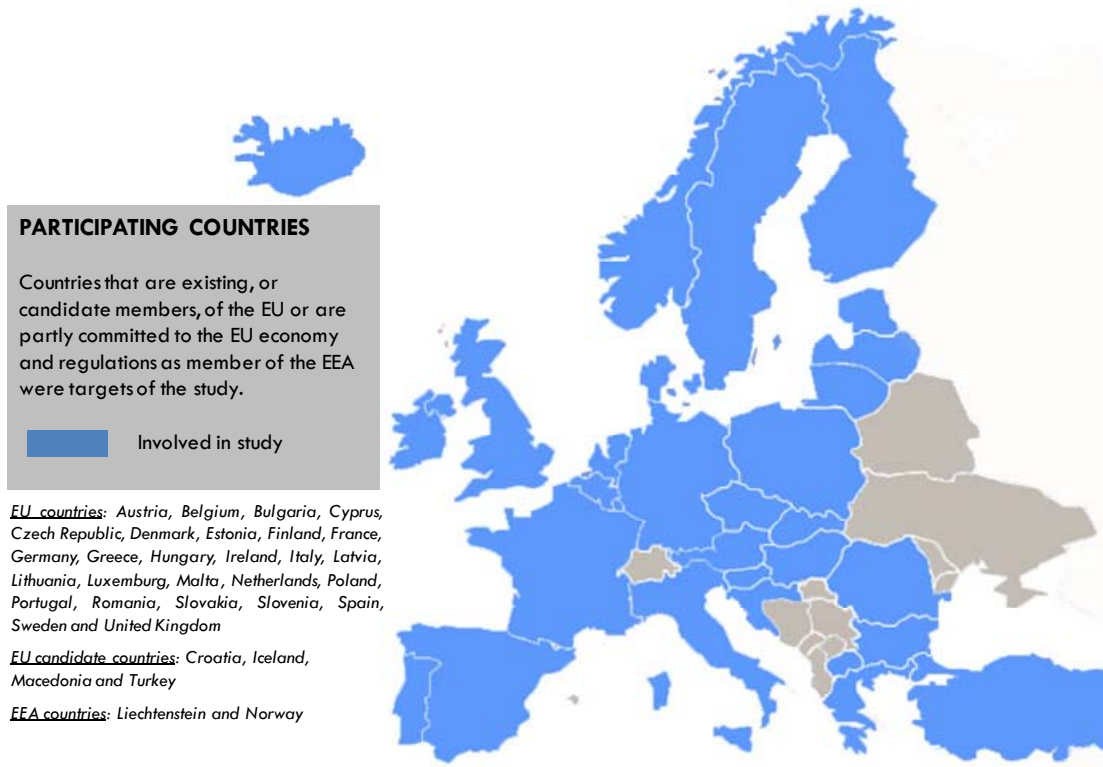 PARTICIPATING COUNTRIES
Countries that are existing, or
candidate members, of the EU or are
partly committed to the EU economy
and regulations as member of the EEA
were targets of the study.
Involved in study
EU countries: Austria, Belgium, Bulgaria, Cyprus,
Czech Republic, Denmark, Estonia, Finland, France,
Germany, Greece, Hungary, Ireland, Italy, Latvia,
Lithuania, Luxemburg, Malta, Netherlands, Poland,
Portugal, Romania, Slovakia, Slovenia, Spain,
Sweden and United Kingdom
EU candidate countries: Croatia, Iceland,
Macedonia and Turkey
EEA countries: Liechtenstein and Norway